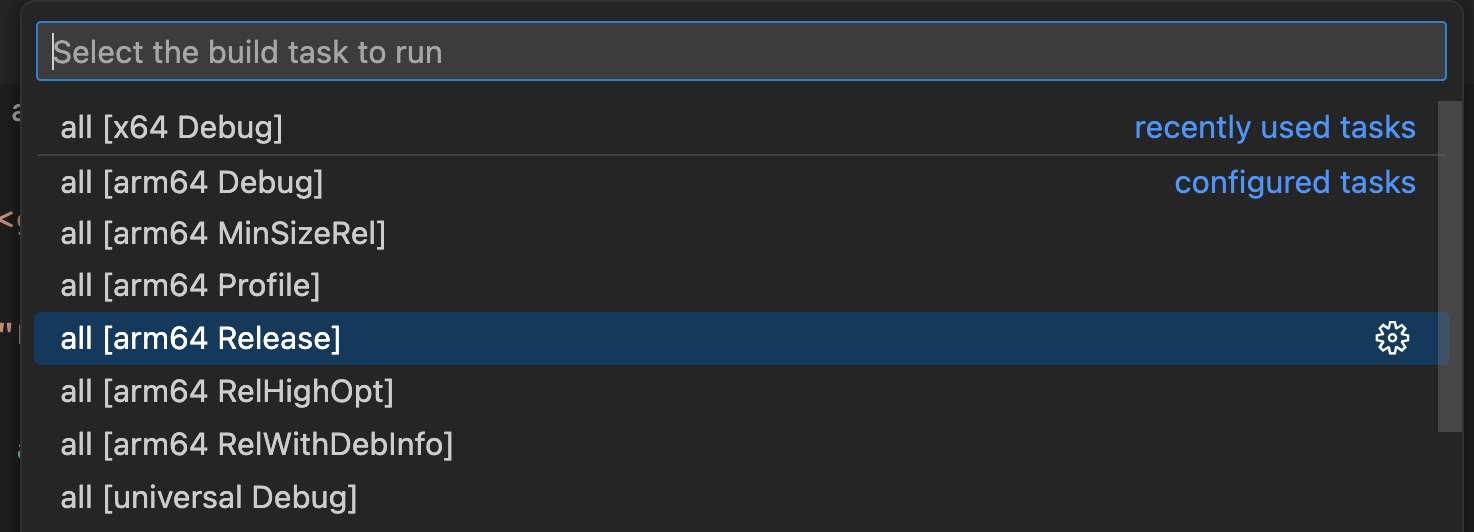 Select the build task to run
all [x64 Debug] recently used tasks
all [arm64 Debug] configured tasks
all [arm64 MinSizeRel]
all [arm64 Profile]
all [arm64 Release]
all [arm64 RelHighOpt]
all [arm64 RelWithDebInfo]
all [universal Debug]